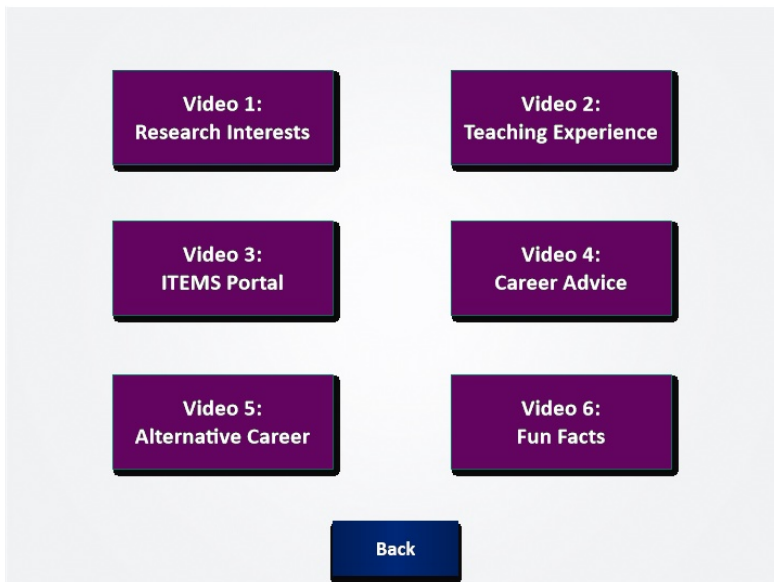 Video 1:
Research Interests
Video 2:
Teaching Experience
Video 3:
ITEMS Portal
Video 4:
Career Advice
Video 5:
Alternative Career
Video 6:
Fun Facts
Back